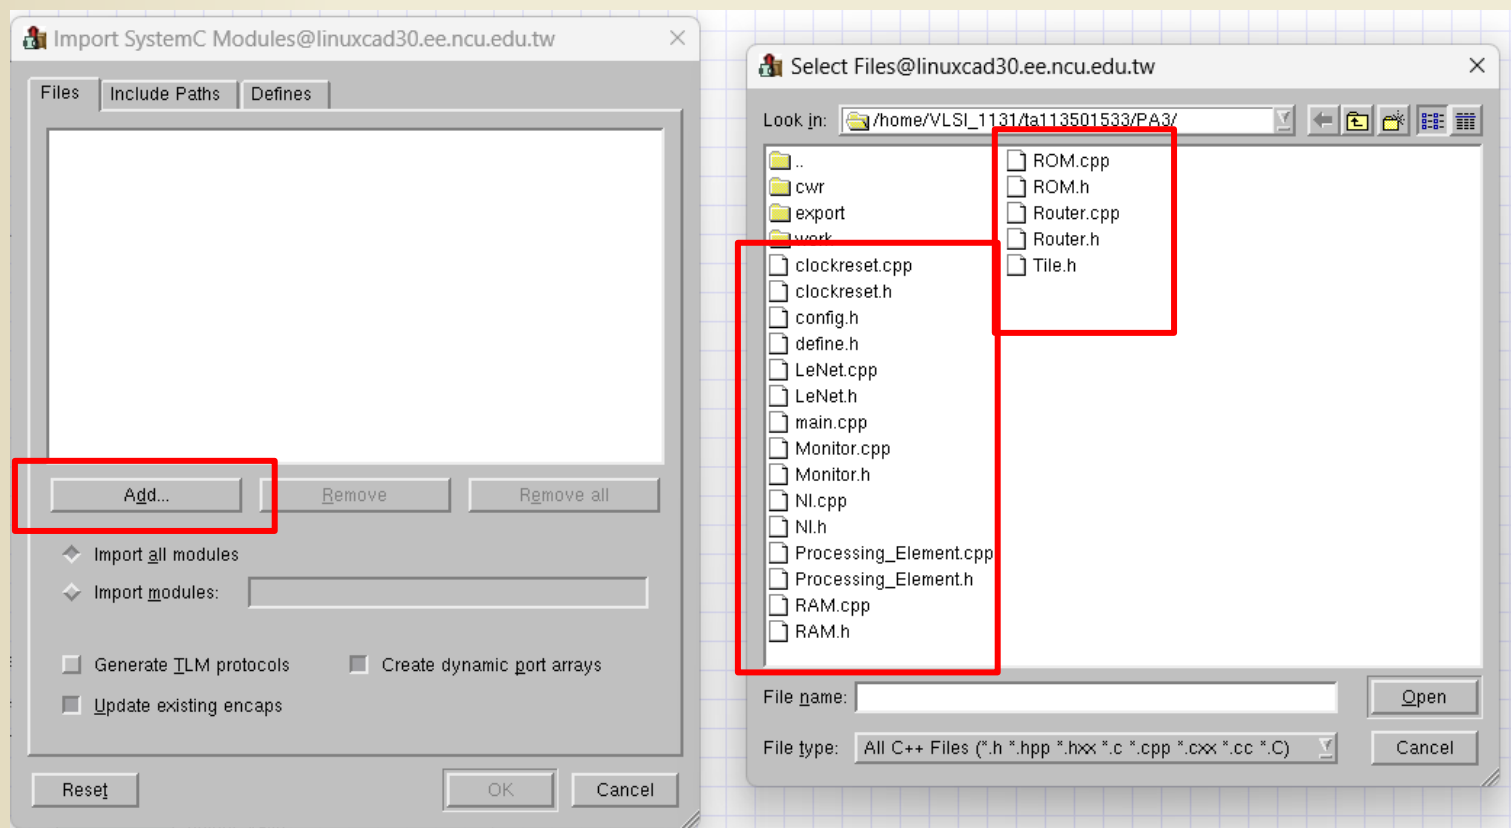 Import SystemC Modules@linuxcad30.ee.ncu.edu.tw
Files Include Paths Defines
Add... Remove Remove all
Import all modules
Import modules:
Generate TLM protocols Create dynamic port arrays
Update existing encaps
Reset OK Cancel
Select Files@linuxcad30.ee.ncu.edu.tw
Look in: /home/VLSI_1131/ta113501533/PA3/
..
cwr
export
work
clockreset.cpp
clockreset.h
config.h
define.h
LeNet.cpp
LeNet.h
main.cpp
Monitor.cpp
Monitor.h
NI.cpp
NI.h
Processing_Element.cpp
Processing_Element.h
RAM.cpp
RAM.h
ROM.cpp
ROM.h
Router.cpp
Router.h
Tile.h
File name: Open
File type: All C++ Files (*.h *.hpp *.hxx *.c *.cpp *.cxx *.cc *.C) Cancel